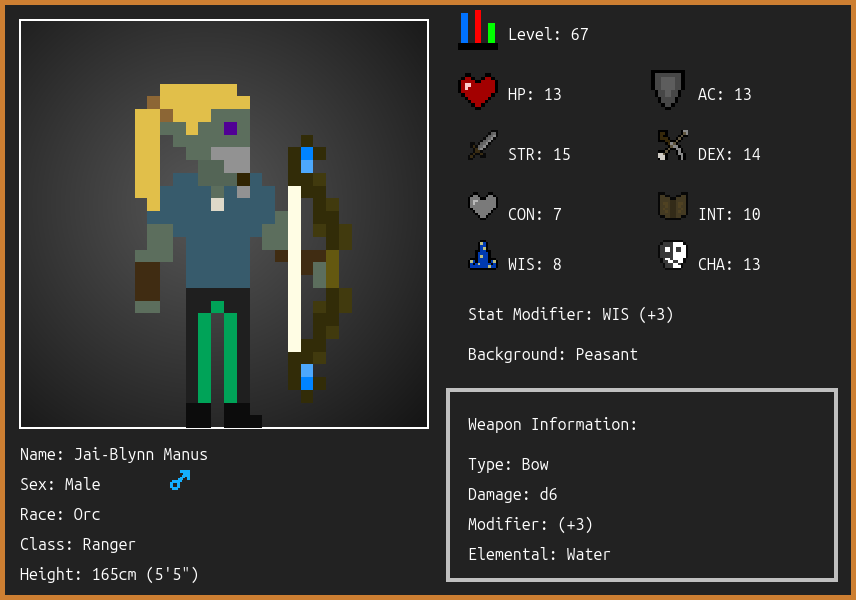 Level: 67
HP: 13
AC: 13
STR: 15
DEX: 14
CON: 7
INT: 10
WIS: 8
CHA: 13
Stat Modifier: WIS (+3)
Background: Peasant
Weapon Information:
Type: Bow
Damage: d6
Modifier: (+3)
Elemental: Water
Name: Jai-Blynn Manus
Sex: Male
Race: Orc
Class: Ranger
Height: 165cm (5'5")